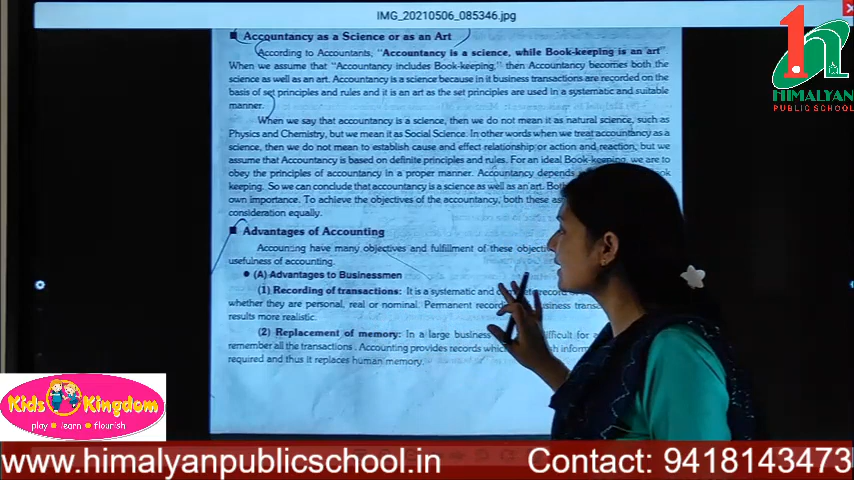 IMG_20210506_085346.jpg
1
HIMALYAN
PUBLIC SCHOOL
Accountancy as a Science or as an Art
According to Accountants, "Accountancy is a science, while Book-keeping is an art"
When we assume that "Accountancy includes Book-keeping," then Accountancy becomes both the
science as well as an art. Accountancy is a science because in it business transactions are recorded on the
basis of set principles and rules and it is an art as the set principles are used in a systematic and suitable
manner.
When we say that accountancy is a science, then we do not mean it as natural science, such as
Physics and Chemistry, but we mean it as Social Science. In other words when we treat accountancy as a
science, then we do not mean to establish cause and effect relationship or action and reaction, but we
assume that Accountancy is based on definite principles and rules. For an ideal Book-keeping, we are to
obey the principles of accountancy in a proper manner. Accountancy depends
keeping. So we can conclude that accountancy is a science as well as an art. Both
own importance. To achieve the objectives of the accountancy, both these
consideration equally.
Advantages of Accounting
Accounting have many objectives and fulfillment of these
usefulness of accounting.
(A) Advantages to Businessmen
(1) Recording of transactions: It is a systematic and
whether they are personal, real or nominal. Permanent business
results more realistic.
(2) Replacement of memory: In a large business difficult for
remember all the transactions. Accounting provides records
required and thus it replaces human memory.
Kids Kingdom
play learn flourish
www.himalyanpublicschool.in Contact: 9418143473